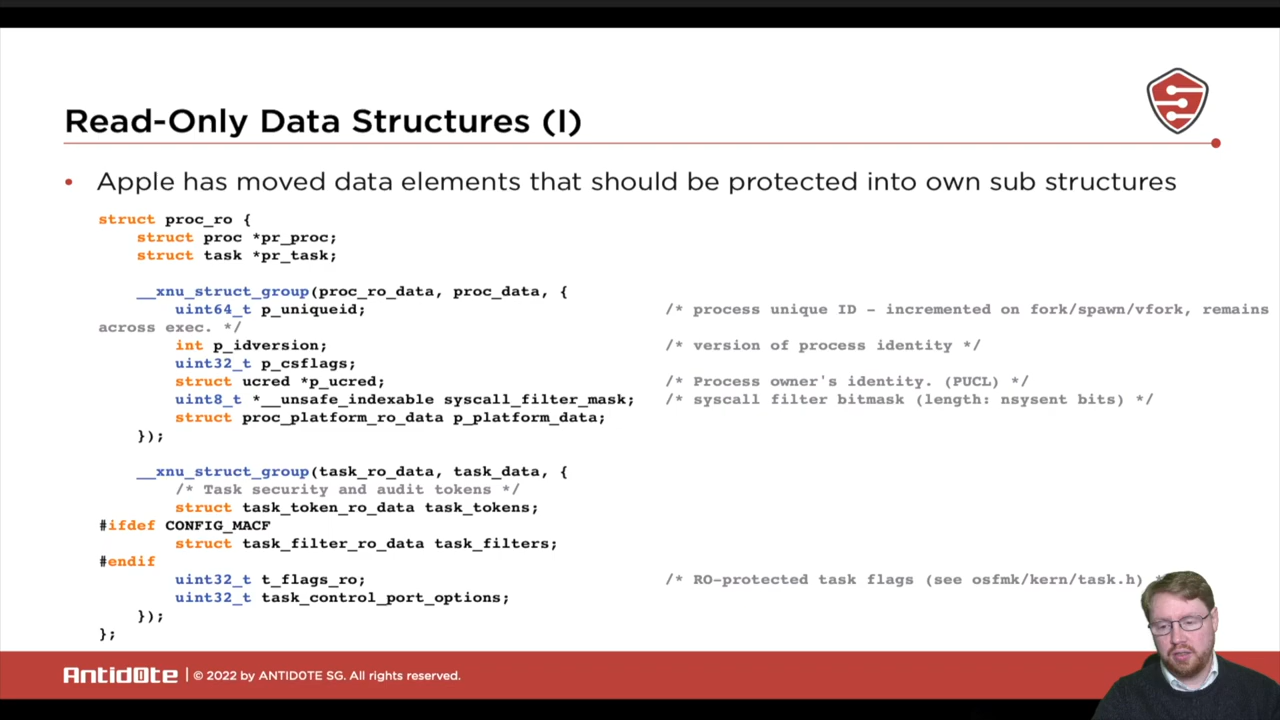 Read-Only Data Structures (I)
• Apple has moved data elements that should be protected into own sub structures
struct proc_ro {
struct proc *pr_proc;
struct task *pr_task;
__xnu_struct_group(proc_ro_data, proc_data, {
uint64_t p_uniqueid; /* process unique ID - incremented on fork/spawn/vfork, remains
across exec. */
int p_idversion; /* version of process identity */
uint32_t p_csflags;
struct ucred *p_ucred; /* Process owner's identity. (PUCL) */
uint8_t *__unsafe_indexable syscall_filter_mask; /* syscall filter bitmask (length: nsysent bits) */
struct proc_platform_ro_data p_platform_data;
});
__xnu_struct_group(task_ro_data, task_data, {
/* Task security and audit tokens */
struct task_token_ro_data task_tokens;
#ifdef CONFIG_MACF
struct task_filter_ro_data task_filters;
#endif
uint32_t t_flags_ro; /* RO-protected task flags (see osfmk/kern/task.h) *
uint32_t task_control_port_options;
});
};
Antid0te | © 2022 by ANTID0TE SG. All rights reserved.